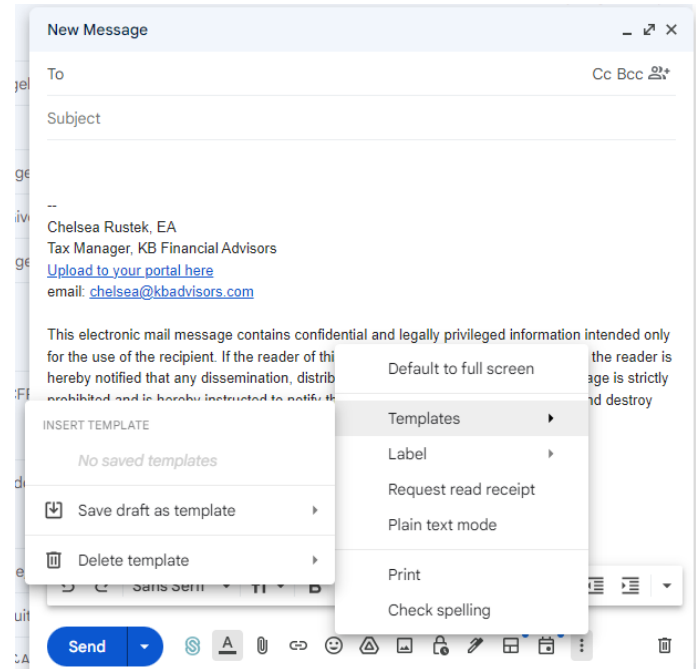 New Message
To
Cc Bcc
Subject
--
Chelsea Rustek, EA
Tax Manager, KB Financial Advisors
Upload to your portal here
email: chelsea@kbadvisors.com
This electronic mail message contains confidential and legally privileged information intended only
for the use of the recipient. If the reader of thi the reader is
hereby notified that any dissemination, distrib age is strictly
prohibited and is hereby instructed to notify th nd destroy
Default to full screen
Templates
Label
Request read receipt
Plain text mode
Print
Check spelling
INSERT TEMPLATE
No saved templates
Save draft as template
Delete template
Sans Serif
B
Send